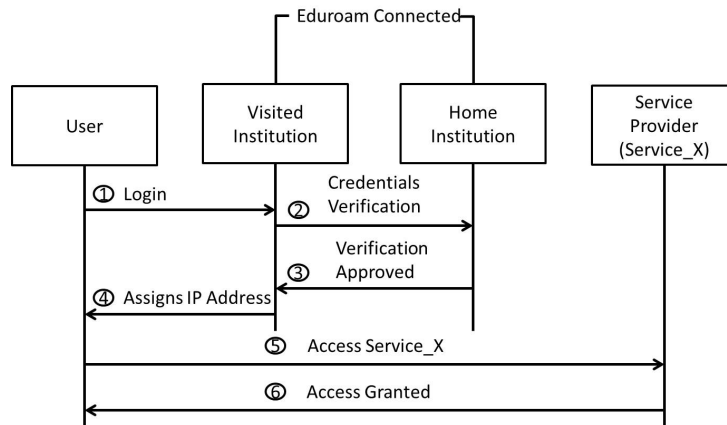 Eduroam Connected
User
Visited
Institution
Home
Institution
Service
Provider
(Service_X)
① Login
② Credentials
Verification
③ Verification
Approved
④ Assigns IP Address
⑤ Access Service_X
⑥ Access Granted